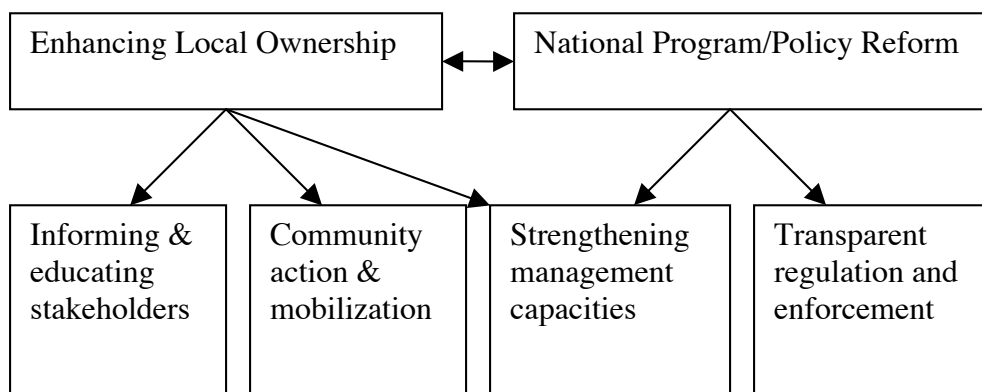 Enhancing Local Ownership
National Program/Policy Reform
Informing &
educating
stakeholders
Community
action &
mobilization
Strengthening
management
capacities
Transparent
regulation and
enforcement